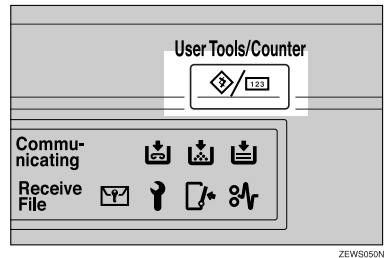 User Tools/Counter
123
Commu-
nicating
Receive
File
ZEWS050N